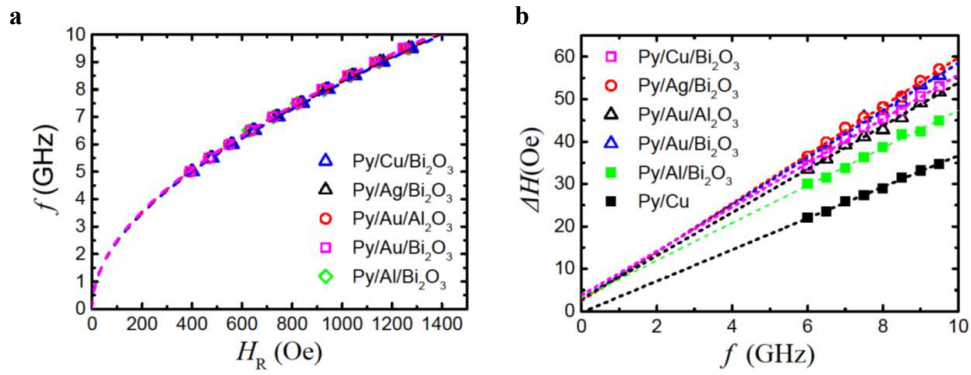 a
10
9
8
7
6
5
4
3
2
1
0
f (GHz)
Py/Cu/Bi₂O₃
Py/Ag/Bi₂O₃
Py/Au/Al₂O₃
Py/Au/Bi₂O₃
Py/Al/Bi₂O₃
0 200 400 600 800 1000 1200 1400
H_R (Oe)
b
60
50
40
30
20
10
0
ΔH(Oe)
Py/Cu/Bi₂O₃
Py/Ag/Bi₂O₃
Py/Au/Al₂O₃
Py/Au/Bi₂O₃
Py/Al/Bi₂O₃
Py/Cu
0 2 4 6 8 10
f (GHz)